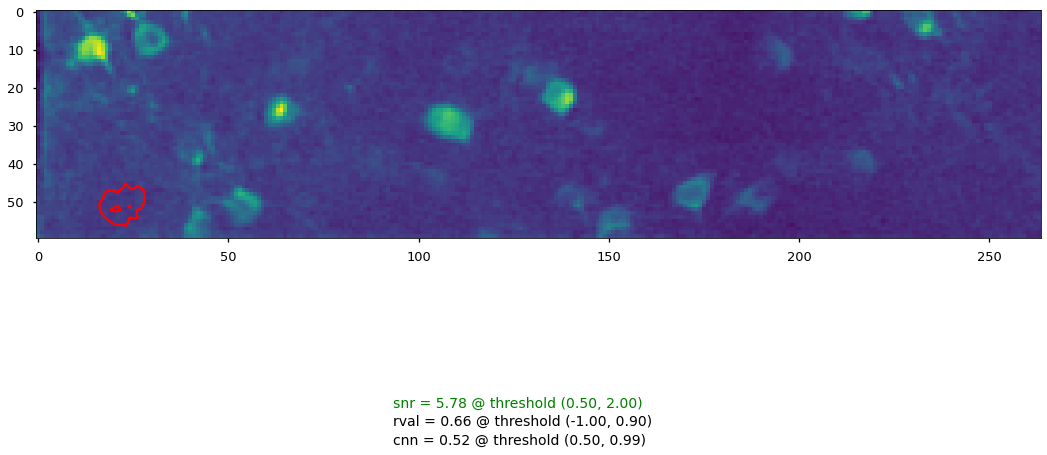 0
10
20
30
40
50
0 50 100 150 200 250
snr = 5.78 @ threshold (0.50, 2.00)
rval = 0.66 @ threshold (-1.00, 0.90)
cnn = 0.52 @ threshold (0.50, 0.99)